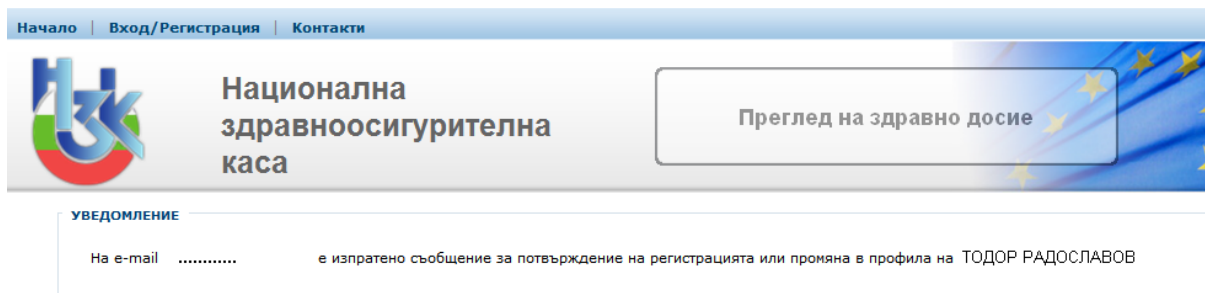 Начало | Вход/Регистрация | Контакти
НЗОК
Национална
здравноосигурителна
каса
Преглед на здравно досие
УВЕДОМЛЕНИЕ
На e-mail ............ е изпратено съобщение за потвърждение на регистрацията или промяна в профила на ТОДОР РАДОСЛАВОВ